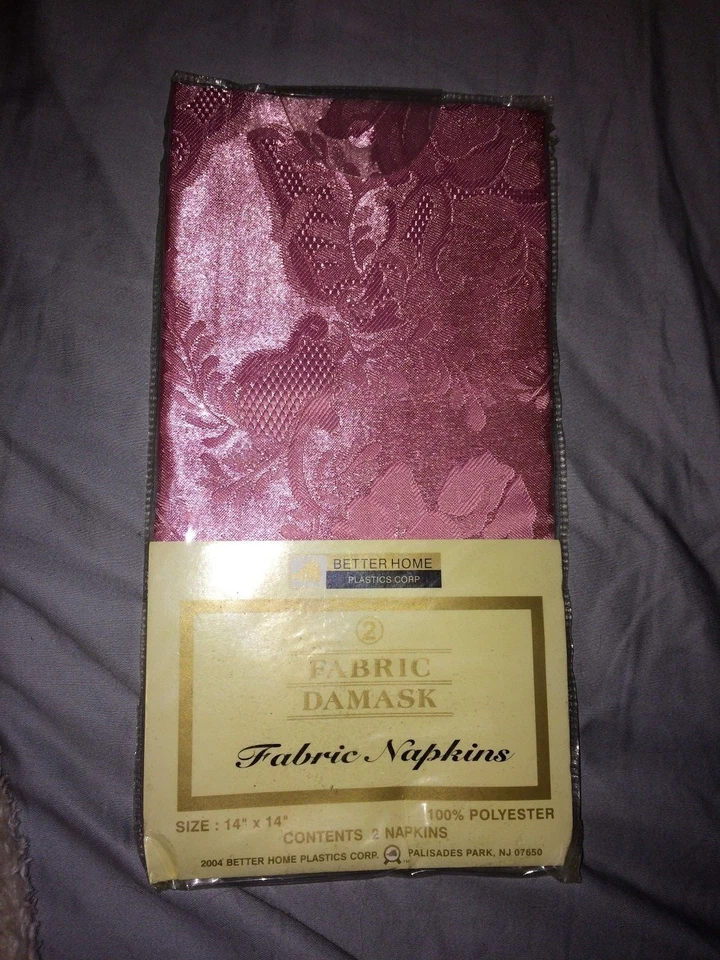 BETTER HOME
PLASTICS CORP
2
FABRIC
DAMASK
Fabric Napkins
SIZE : 14" x 14" 100% POLYESTER
CONTENTS 2 NAPKINS
2004 BETTER HOME PLASTICS CORP. PALISADES PARK, NJ 07650